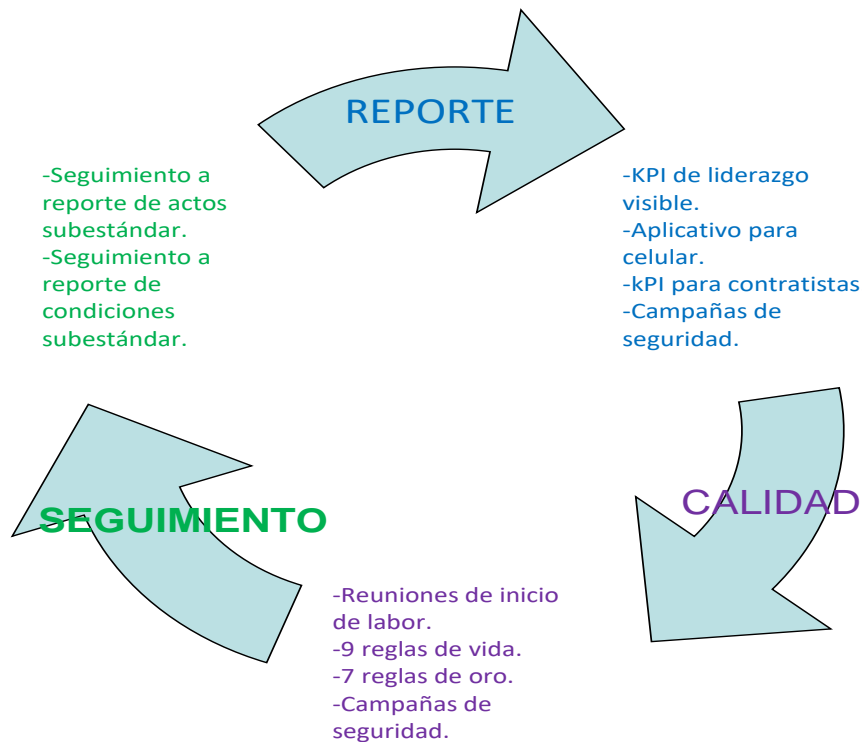 REPORTE
-KPI de liderazgo
visible.
-Aplicativo para
celular.
-kPI para contratistas
-Campañas de
seguridad.
CALIDAD
-Reuniones de inicio
de labor.
-9 reglas de vida.
-7 reglas de oro.
-Campañas de
seguridad.
SEGUIMIENTO
-Seguimiento a
reporte de actos
subestándar.
-Seguimiento a
reporte de
condiciones
subestándar.